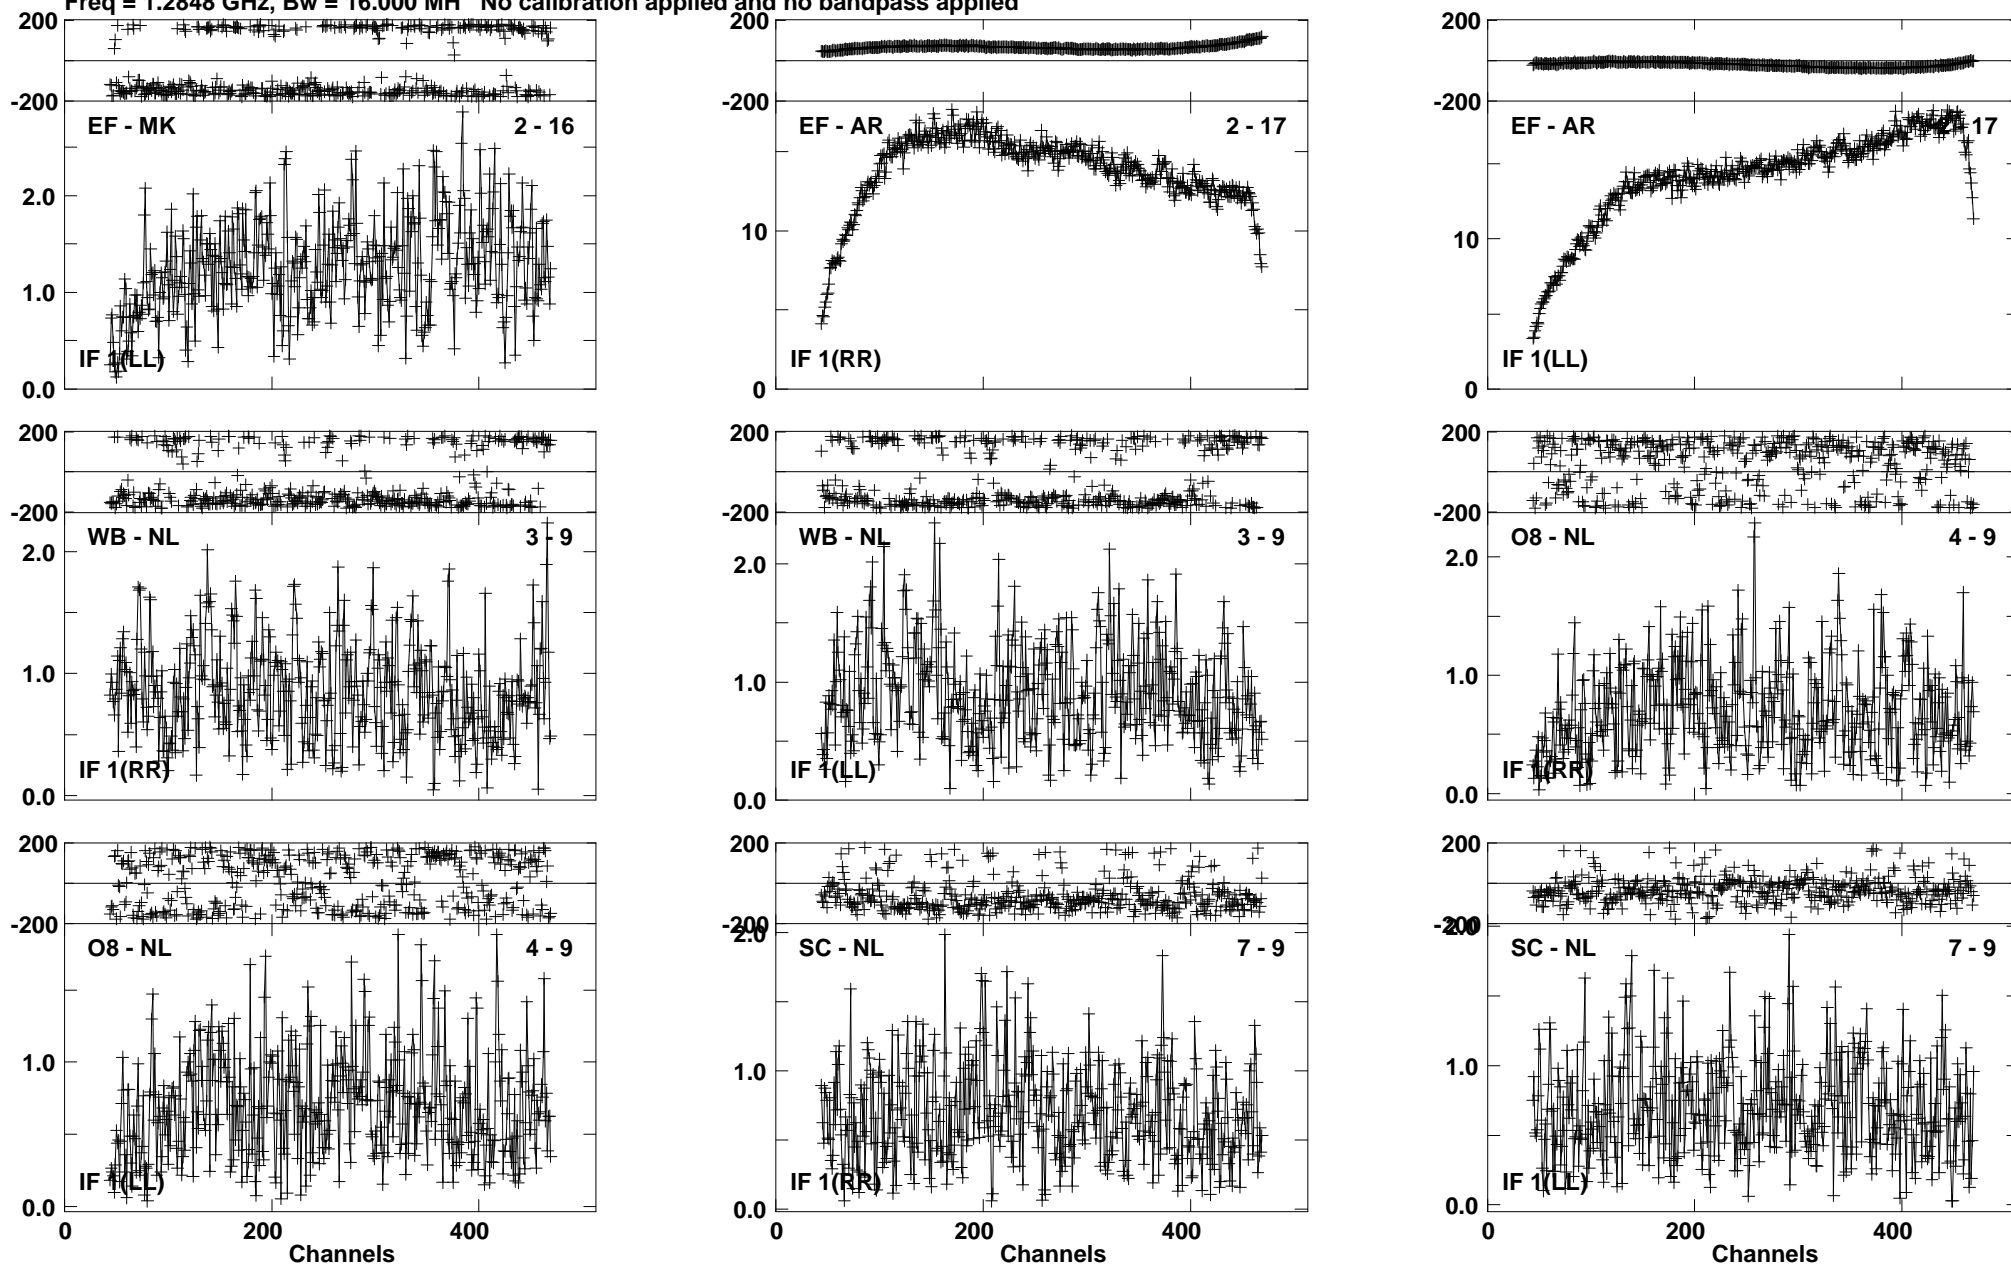 Freq = 1.2848 GHz, Bw = 16.000 MH No calibration applied and no bandpass applied
200
-200
EF - MK 2 - 16
2.0
1.0
0.0
IF 1(LL)
200
-200
EF - AR 2 - 17
10
0
IF 1(RR)
200
-200
EF - AR 2 - 17
10
0
IF 1(LL)
200
-200
WB - NL 3 - 9
2.0
1.0
0.0
IF 1(RR)
200
-200
WB - NL 3 - 9
2.0
1.0
0.0
IF 1(LL)
200
-200
O8 - NL 4 - 9
2.0
1.0
0.0
IF 1(RR)
200
-200
O8 - NL 4 - 9
1.0
0.0
IF 1(LL)
0 200 400
Channels
200
-200
2.0
SC - NL 7 - 9
1.0
0.0
IF 1(RR)
0 200 400
Channels
200
-200
2.0
SC - NL 7 - 9
1.0
0.0
IF 1(LL)
0 200 400
Channels